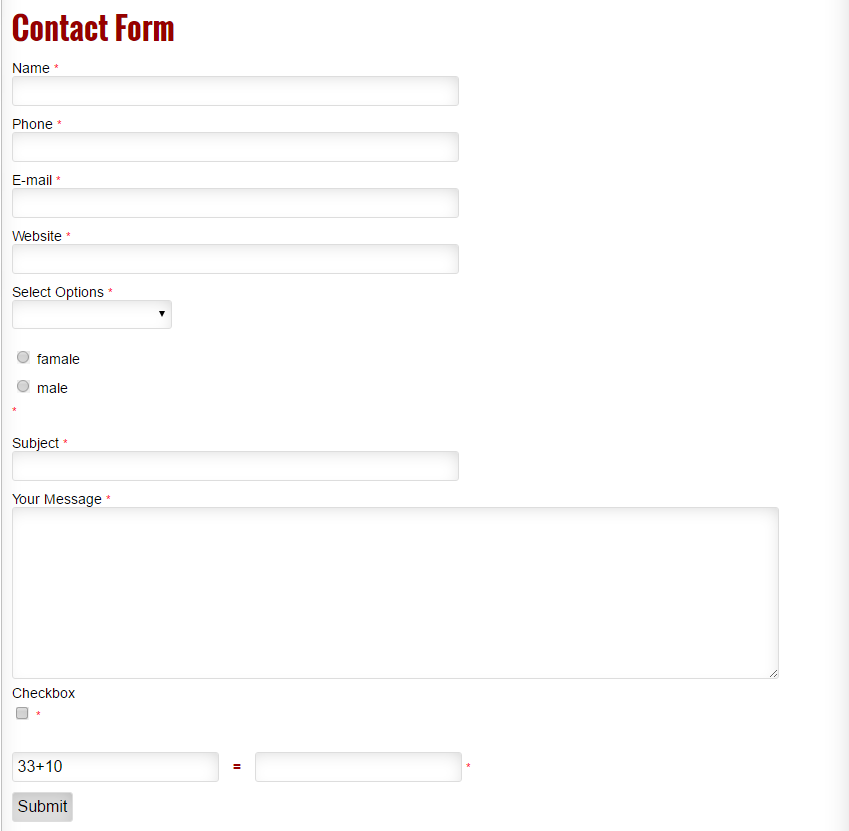 Contact Form
Name *
Phone *
E-mail *
Website *
Select Options *
famale
male
*
Subject *
Your Message *
Checkbox
*
33+10 = *
Submit